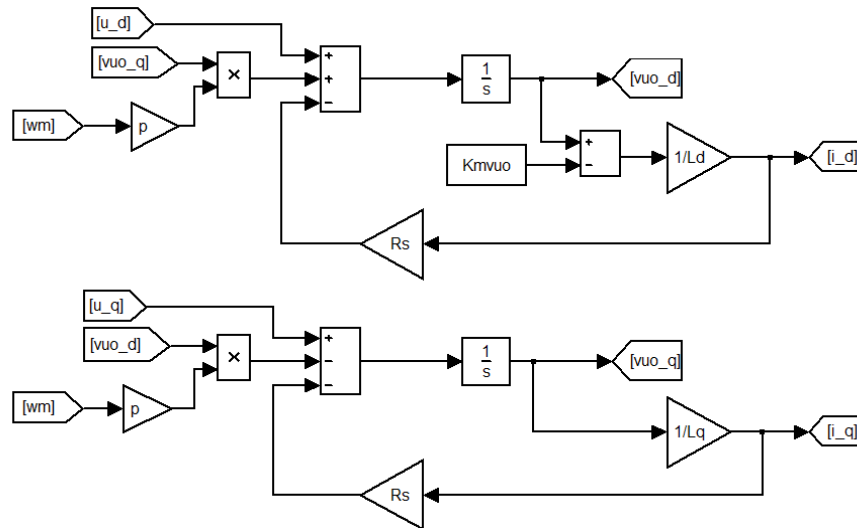 [u_d]
[vuo_q]
×
[wm]
p
+
+
-
1
s
[vuo_d]
Kmvuo
+
-
1/Ld
[i_d]
Rs
[u_q]
[vuo_d]
×
[wm]
p
+
-
-
1
s
[vuo_q]
1/Lq
[i_q]
Rs